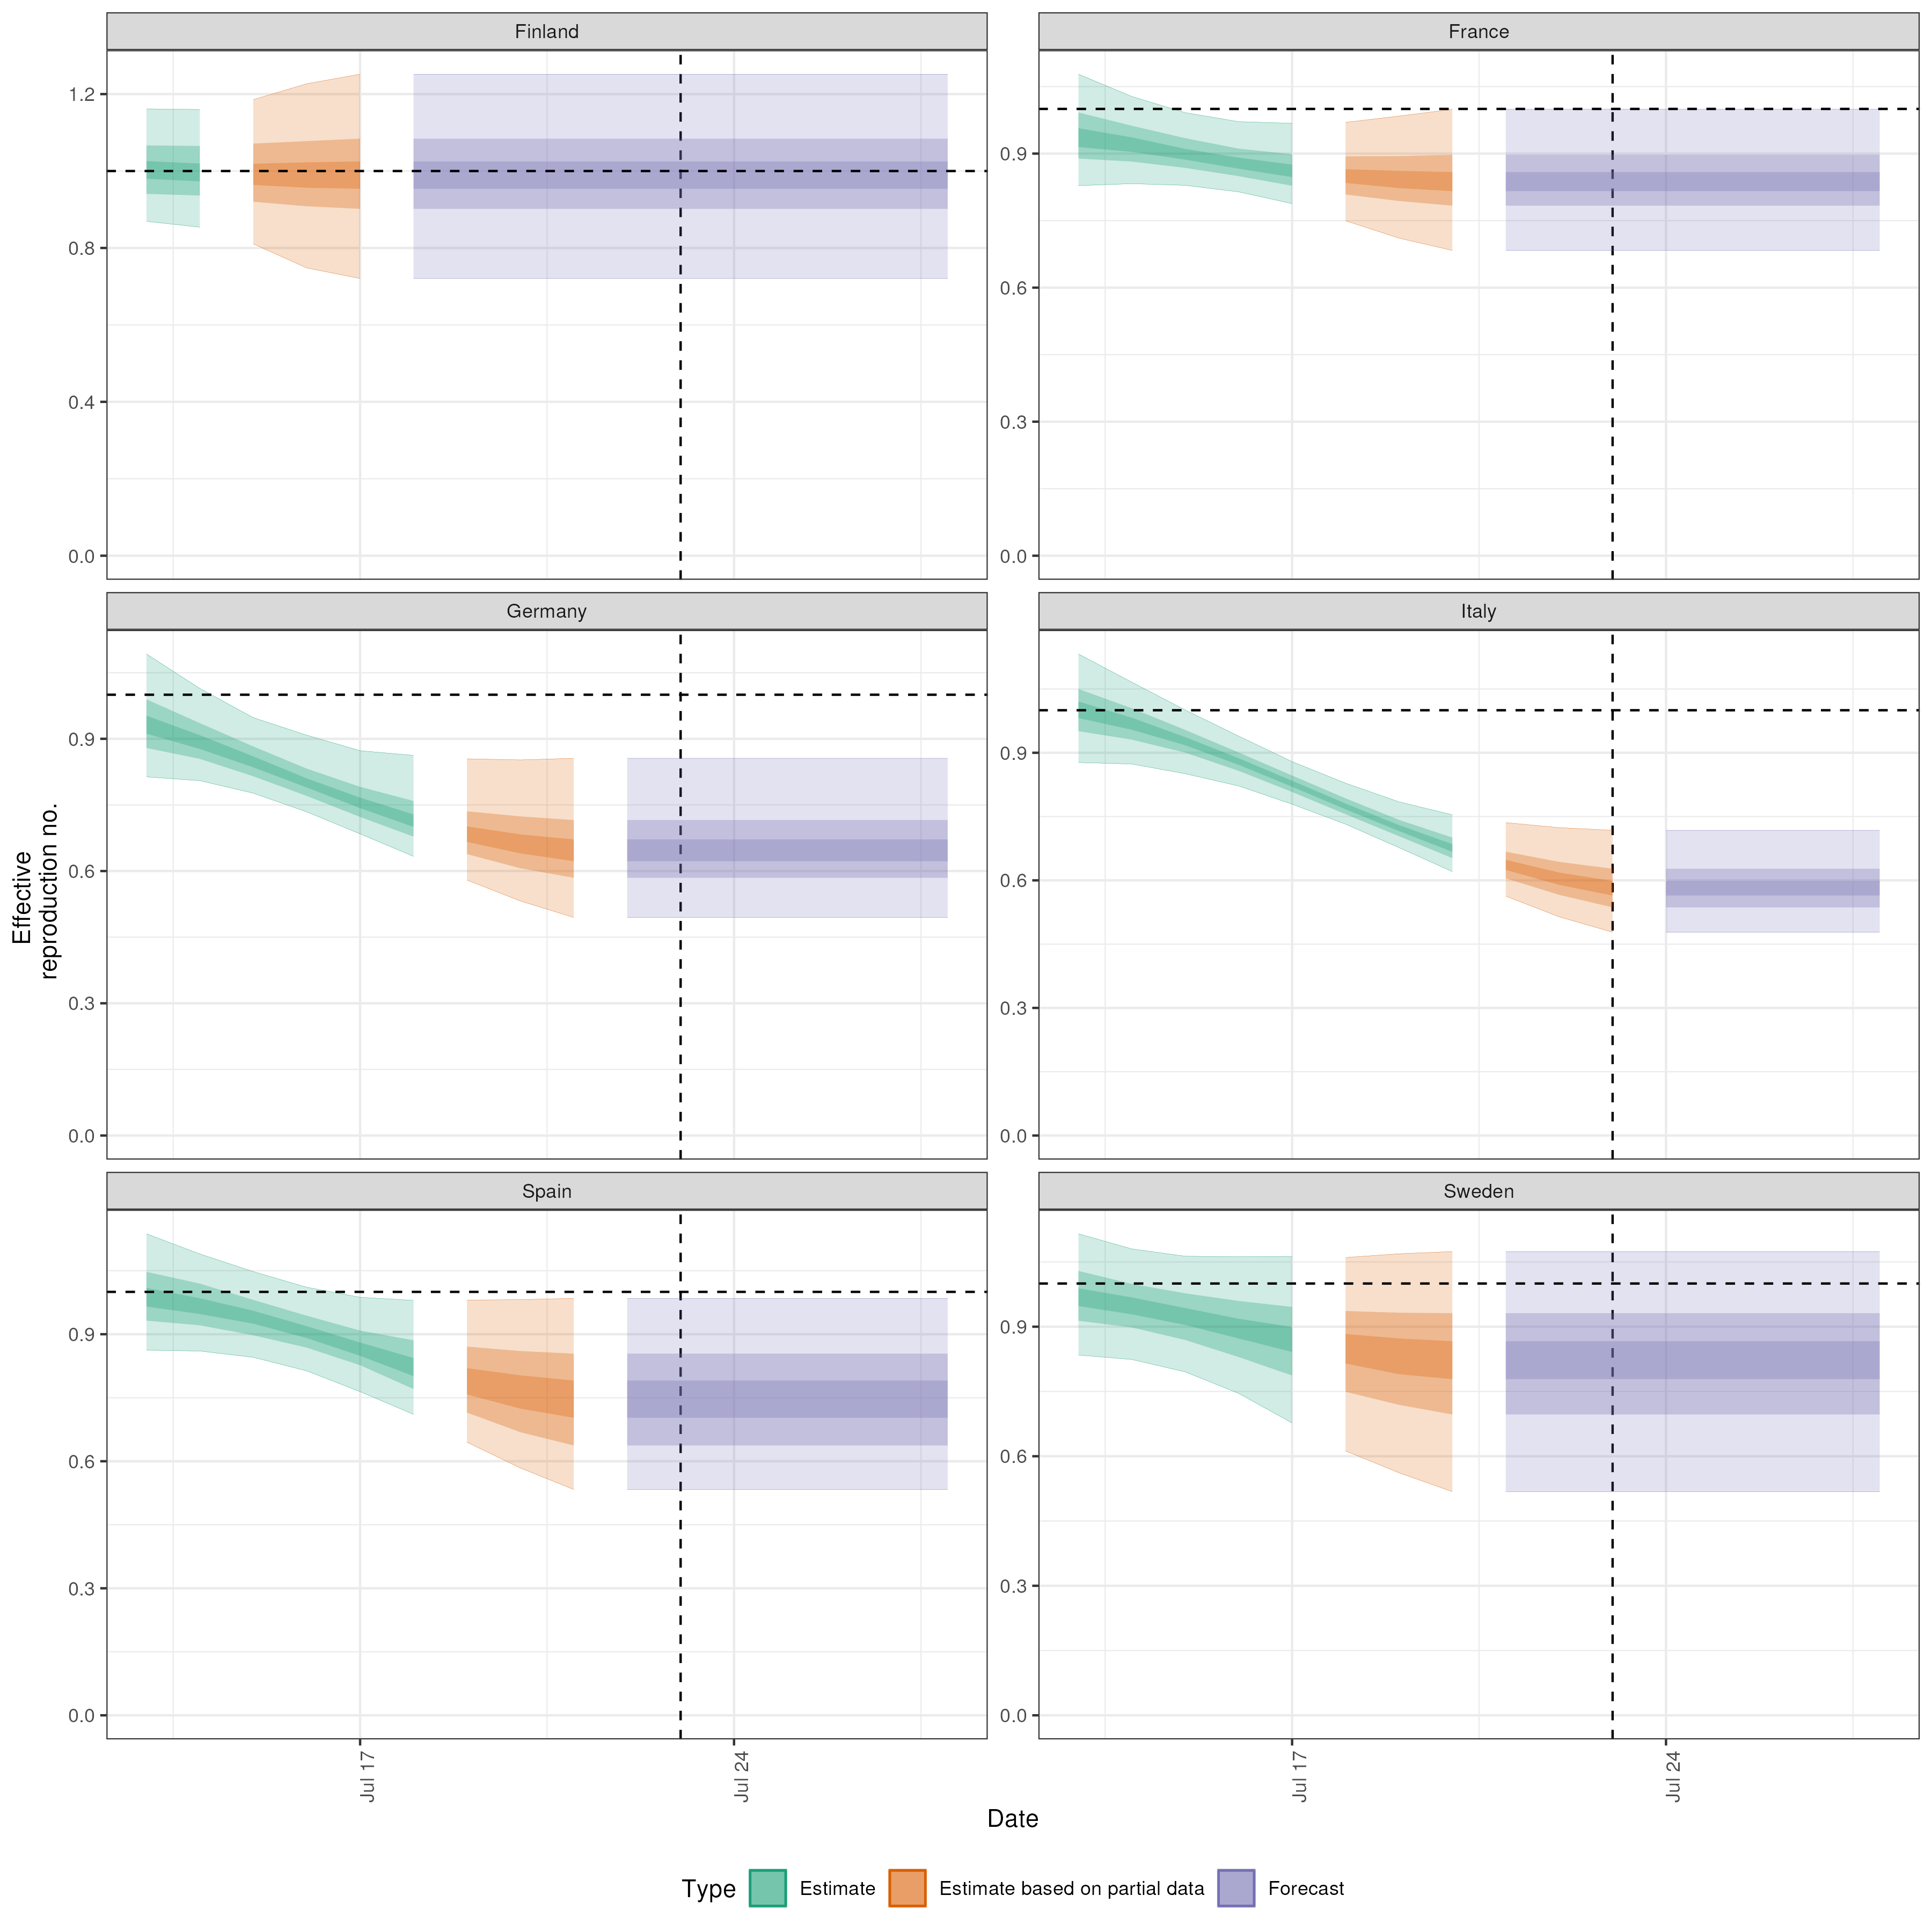 Finland
France
1.2
0.8
0.4
0.0
0.9
0.6
0.3
0.0
Germany
Italy
0.9
0.6
0.3
0.0
0.9
0.6
0.3
0.0
Spain
Sweden
0.9
0.6
0.3
0.0
0.9
0.6
0.3
0.0
Effective
reproduction no.
Jul 17
Jul 24
Jul 17
Jul 24
Date
Type
Estimate
Estimate based on partial data
Forecast